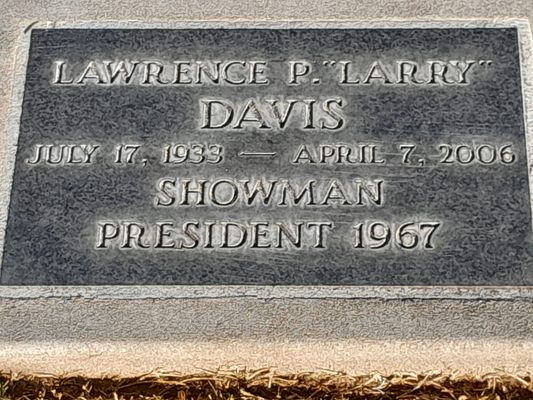 LAWRENCE P. "LARRY"
DAVIS
JULY 17, 1933 — APRIL 7, 2006
SHOWMAN
PRESIDENT 1967